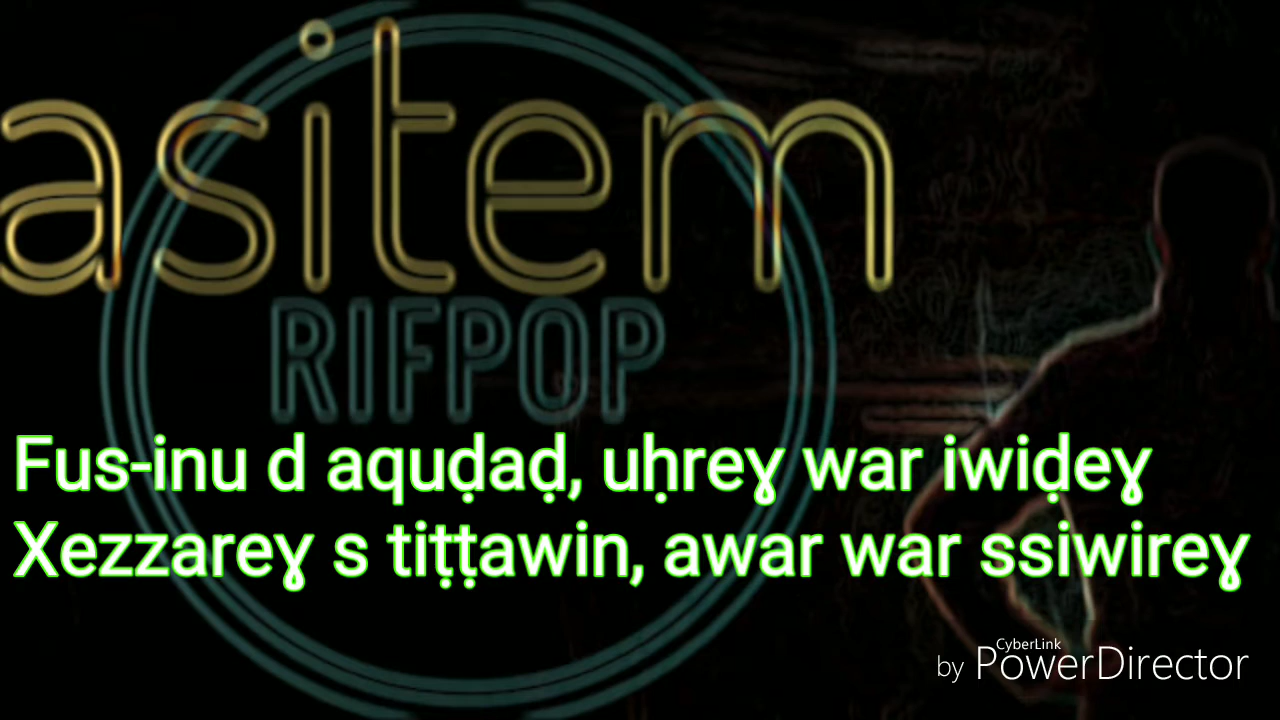 asitem
RIFPOP
Fus-inu d aquḍaḍ, uḥreɣ war iwiḍeɣ
Xezzareɣ s tiṭṭawin, awar war ssiwireɣ
CyberLink
by PowerDirector